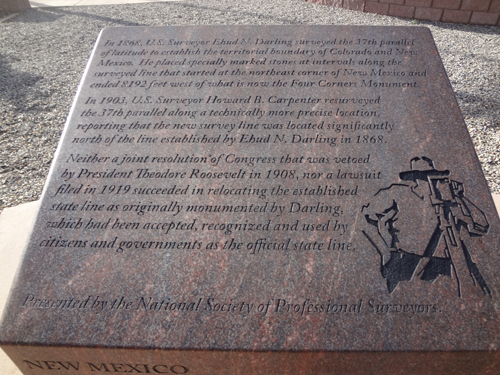 In 1868, U.S. Surveyor Ehud N. Darling surveyed the 37th parallel
of latitude to establish the territorial boundary of Colorado and New
Mexico. He placed specially marked stones at intervals along the
surveyed line that started at the northeast corner of New Mexico and
ended 8192 feet west of what is now the Four Corners Monument.
In 1903, U.S. Surveyor Howard B. Carpenter resurveyed
the 37th parallel along a technically more precise location,
reporting that the new survey line was located significantly
north of the line established by Ehud N. Darling in 1868.
Neither a joint resolution of Congress that was vetoed
by President Theodore Roosevelt in 1908, nor a lawsuit
filed in 1919 succeeded in relocating the established
state line as originally monumented by Darling,
which had been accepted, recognized and used by
citizens and governments as the official state line.
Presented by the National Society of Professional Surveyors.
NEW MEXICO